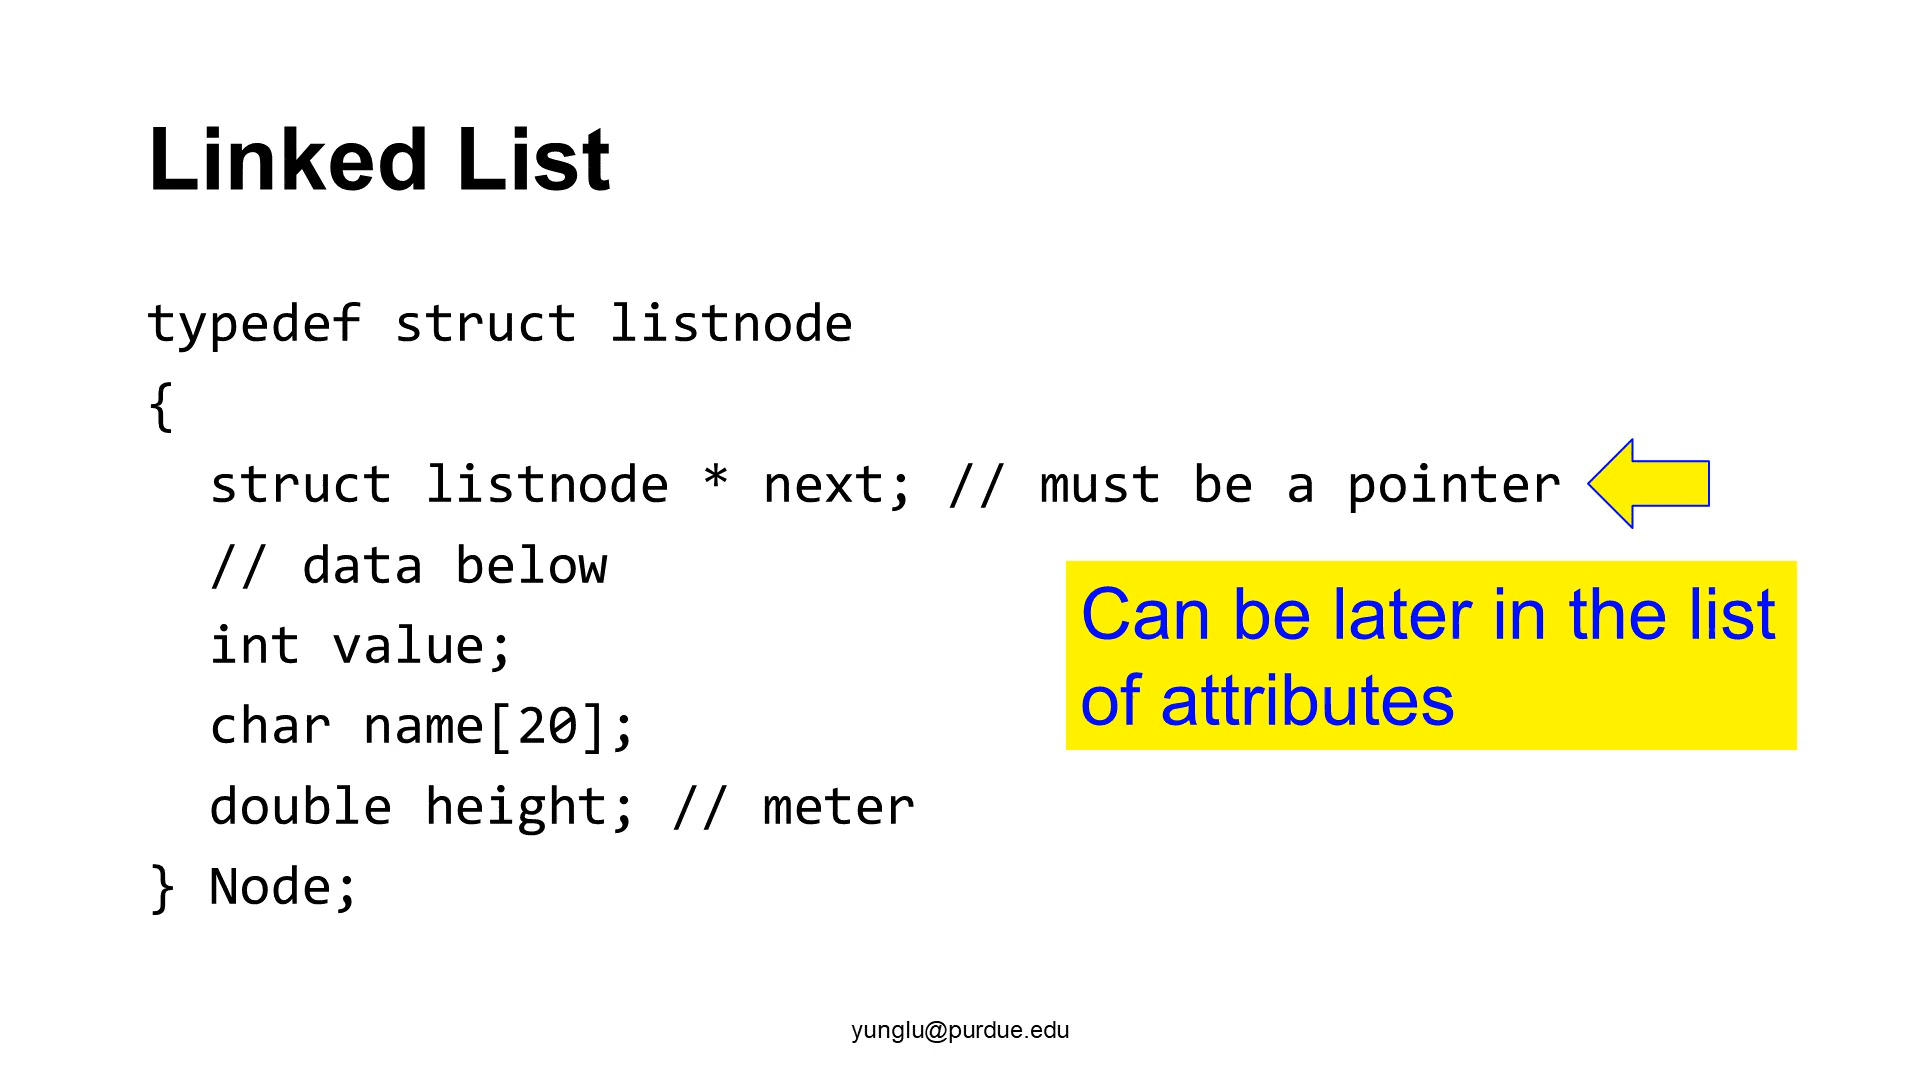 Linked List
typedef struct listnode
{
struct listnode * next; // must be a pointer
// data below
int value;
char name[20];
double height; // meter
} Node;
Can be later in the list
of attributes
yunglu@purdue.edu